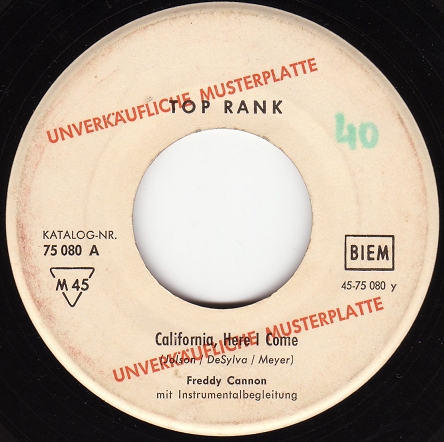 UNVERKÄUFLICHE MUSTERPLATTE
TOP RANK
40
KATALOG-NR.
75 080 A
M 45
BIEM
45-75 080 y
California, Here I Come
(Jolson / DeSylva / Meyer)
UNVERKÄUFLICHE MUSTERPLATTE
Freddy Cannon
mit Instrumentalbegleitung